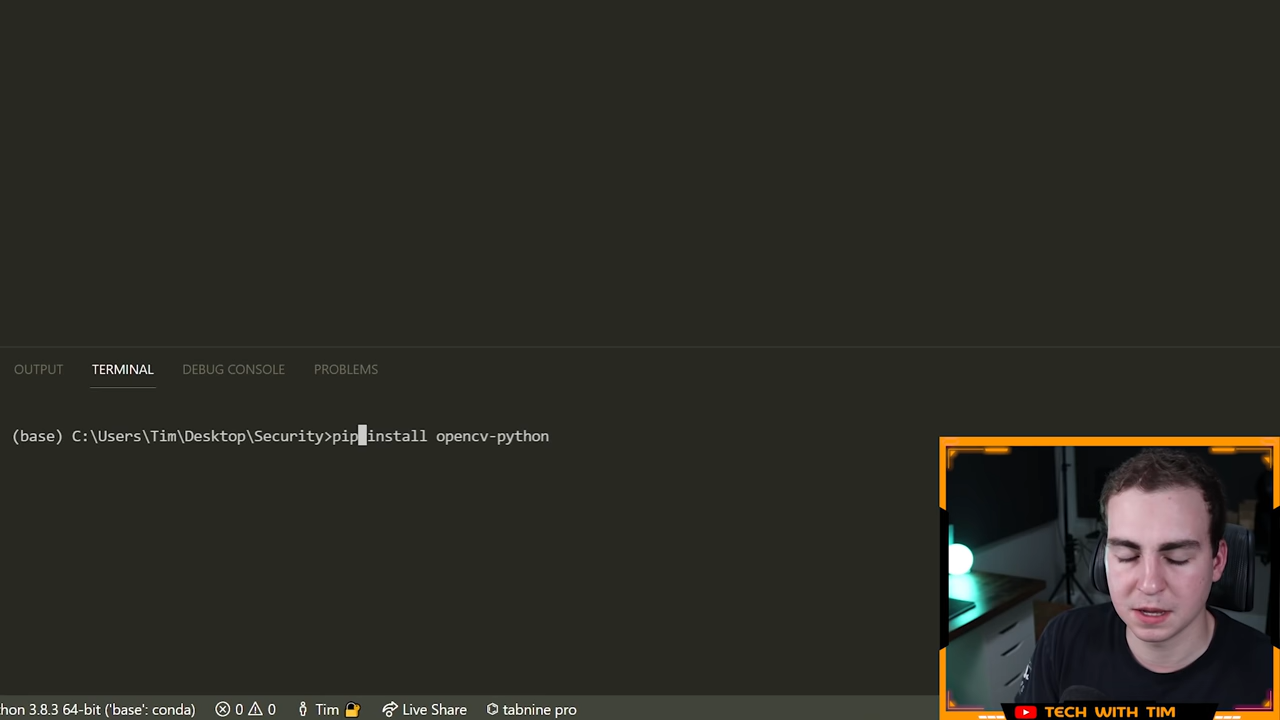 OUTPUT TERMINAL DEBUG CONSOLE PROBLEMS
(base) C:\Users\Tim\Desktop\Security>pip install opencv-python
thon 3.8.3 64-bit ('base': conda) 0 0 Tim Live Share tabnine pro
TECH WITH TIM